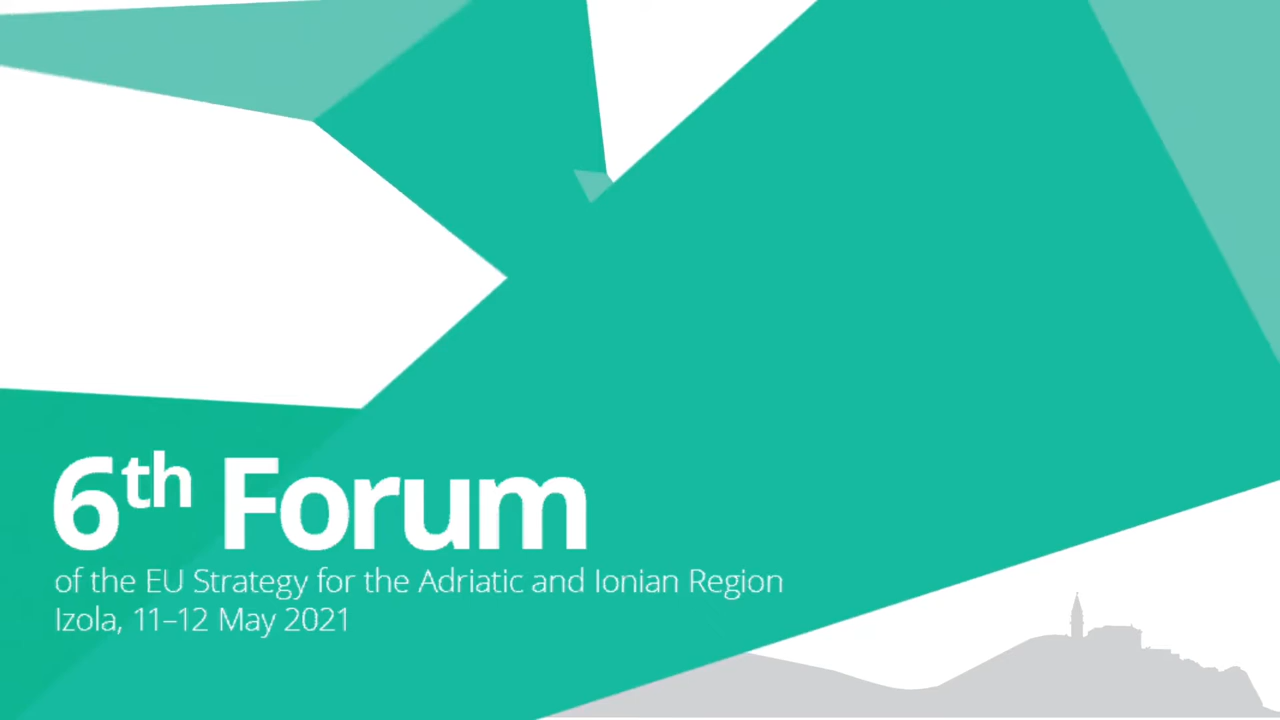 6th Forum
of the EU Strategy for the Adriatic and Ionian Region
Izola, 11–12 May 2021